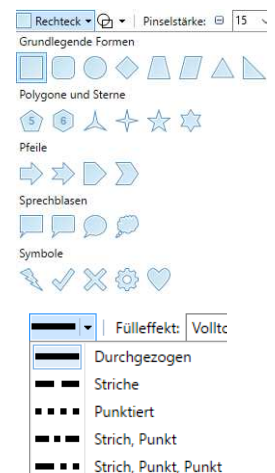 Rechteck Pinselstärke: 15
Grundlegende Formen
Polygone und Sterne
5 6
Pfeile
Sprechblasen
Symbole
Fülleffekt: Vollto
Durchgezogen
Striche
Punktiert
Strich, Punkt
Strich, Punkt, Punkt